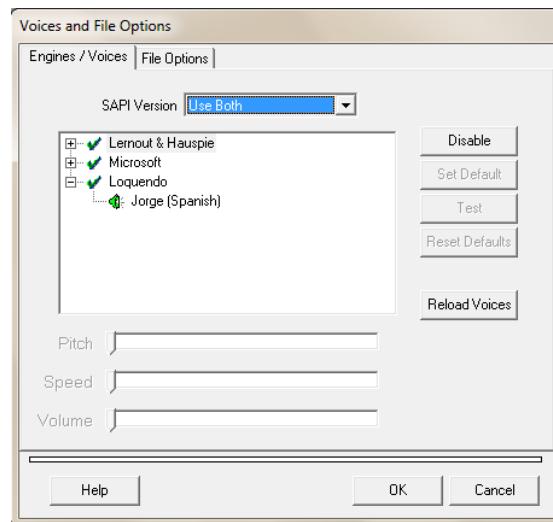 Voices and File Options
Engines / Voices File Options
SAPI Version Use Both
Lernout & Hauspie
Microsoft
Loquendo
Jorge (Spanish)
Disable
Set Default
Test
Reset Defaults
Reload Voices
Pitch
Speed
Volume
Help OK Cancel